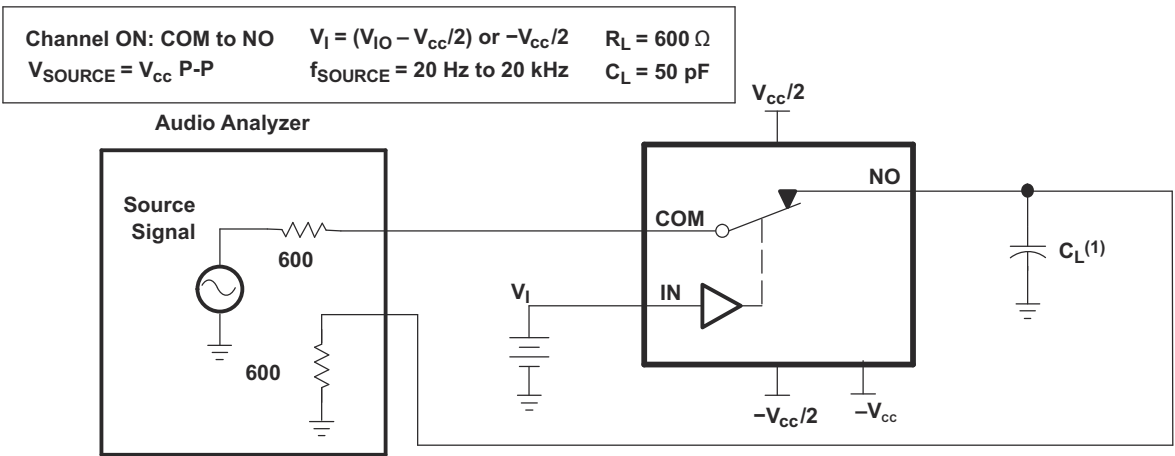 Channel ON: COM to NO V_I = (V_IO – V_cc/2) or −V_cc/2 R_L = 600 Ω
V_SOURCE = V_cc P-P f_SOURCE = 20 Hz to 20 kHz C_L = 50 pF
Audio Analyzer
V_cc/2
Source
Signal
600
600
COM
NO
V_I
IN
C_L(1)
−V_cc/2
–V_cc